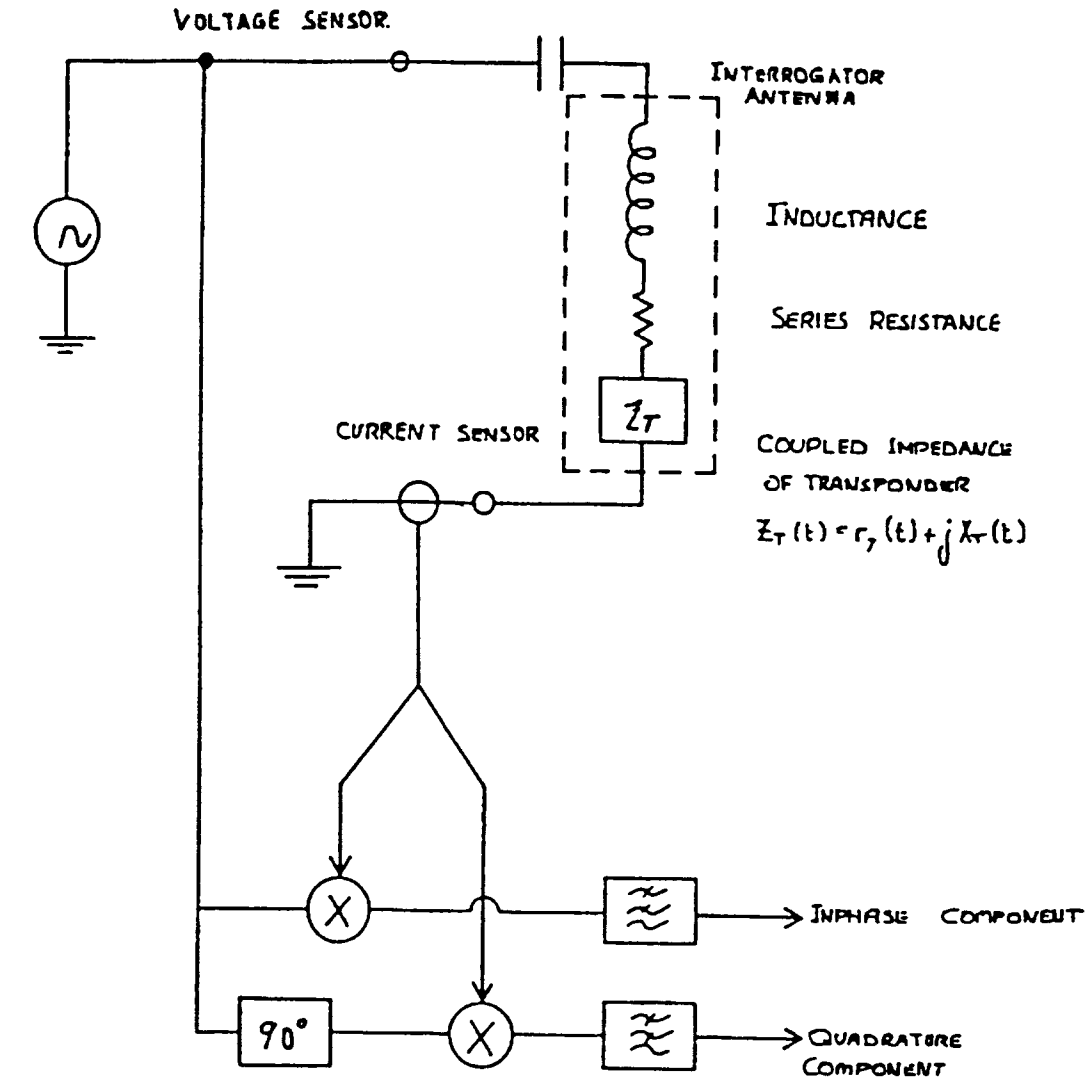 VOLTAGE SENSOR.
INTERROGATOR
ANTENNA
INDUCTANCE
SERIES RESISTANCE
Z_T
CURRENT SENSOR
COUPLED IMPEDANCE
OF TRANSPONDER
Z_T(t) = r_T(t) + j X_T(t)
X
INPHASE COMPONENT
90°
X
QUADRATURE
COMPONENT